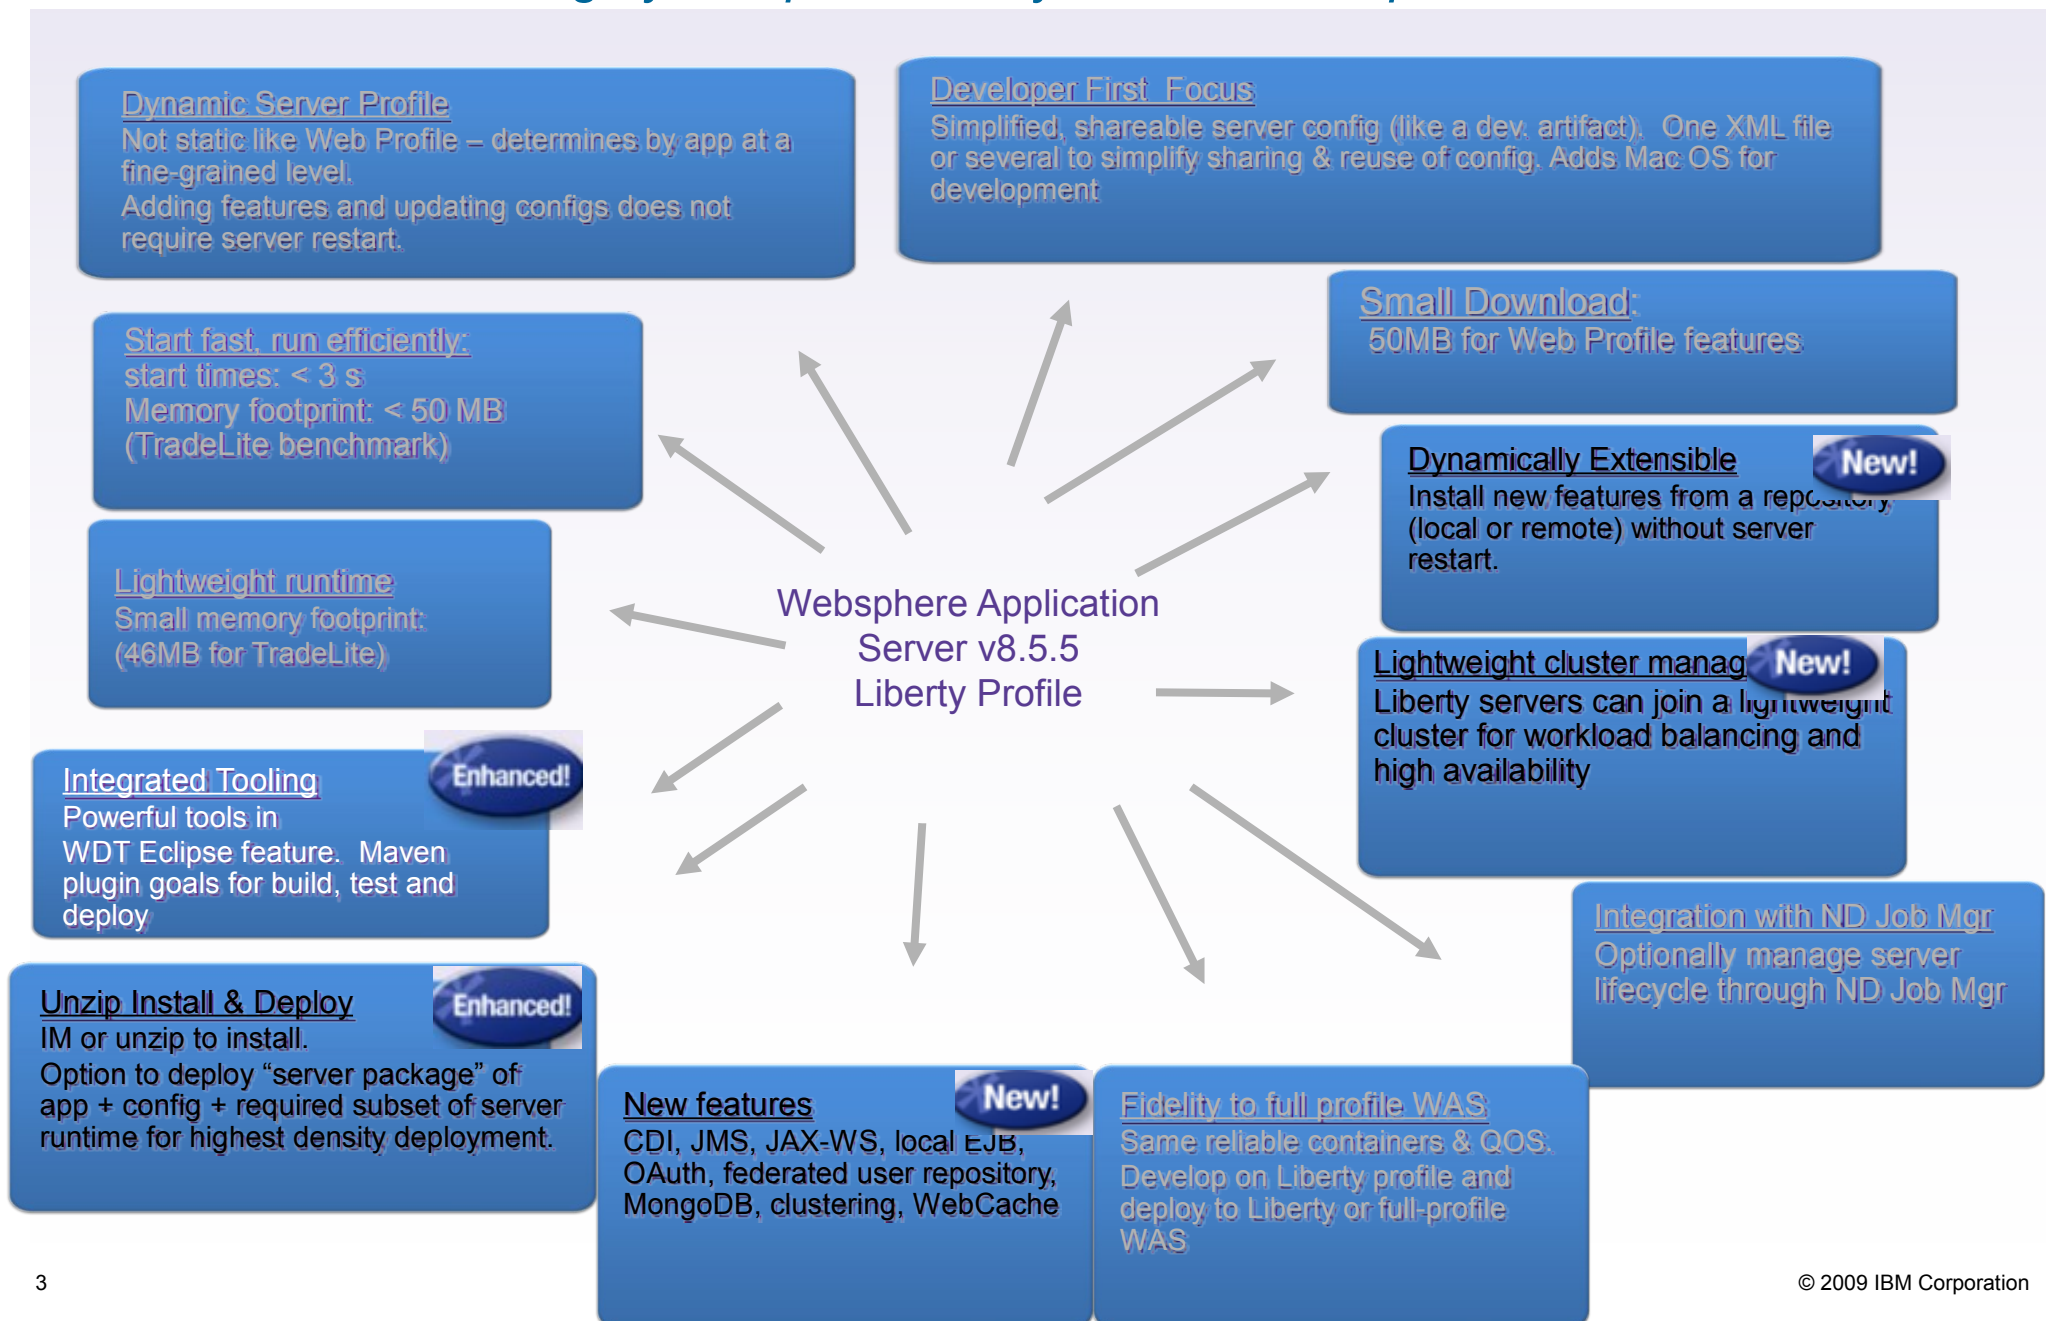 Dynamic Server Profile
Not static like Web Profile – determines by app at a
fine-grained level.
Adding features and updating configs does not
require server restart.
Developer First  Focus
Simplified, shareable server config (like a dev. artifact).  One XML file
or several to simplify sharing & reuse of config. Adds Mac OS for
development
Start fast, run efficiently:
start times: < 3 s
Memory footprint: < 50 MB
(TradeLite benchmark)
Small Download:
50MB for Web Profile features
Dynamically Extensible
New!
Install new features from a repository
(local or remote) without server
restart.
Lightweight runtime
Small memory footprint:
(46MB for TradeLite)
Websphere Application
Server v8.5.5
Liberty Profile
Lightweight cluster manag
New!
Liberty servers can join a lightweight
cluster for workload balancing and
high availability
Integrated Tooling
Enhanced!
Powerful tools in
WDT Eclipse feature.  Maven
plugin goals for build, test and
deploy
Integration with ND Job Mgr
Optionally manage server
lifecycle through ND Job Mgr
Unzip Install & Deploy
Enhanced!
IM or unzip to install.
Option to deploy “server package” of
app + config + required subset of server
runtime for highest density deployment.
New features
New!
CDI, JMS, JAX-WS, local EJB,
OAuth, federated user repository,
MongoDB, clustering, WebCache
Fidelity to full profile WAS
Same reliable containers & QOS.
Develop on Liberty profile and
deploy to Liberty or full-profile
WAS
3
© 2009 IBM Corporation